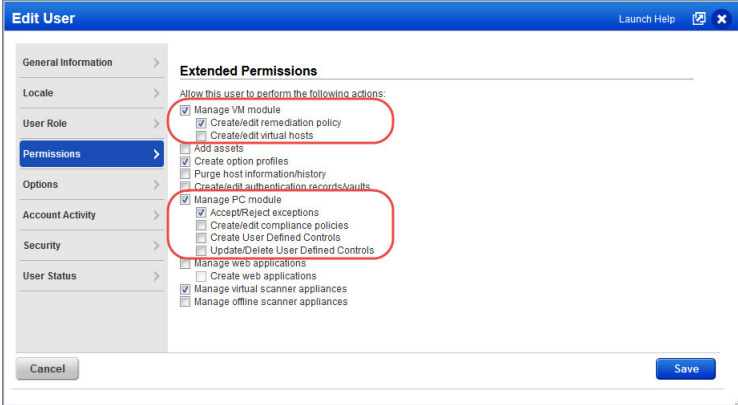 Edit User
Launch Help
General Information
Locale
User Role
Permissions
Options
Account Activity
Security
User Status
Extended Permissions
Allow this user to perform the following actions:
Manage VM module
Create/edit remediation policy
Create/edit virtual hosts
Add assets
Create option profiles
Purge host information/history
Create/edit authentication records/vaults
Manage PC module
Accept/Reject exceptions
Create/edit compliance policies
Create User Defined Controls
Update/Delete User Defined Controls
Manage web applications
Create web applications
Manage virtual scanner appliances
Manage offline scanner appliances
Cancel
Save